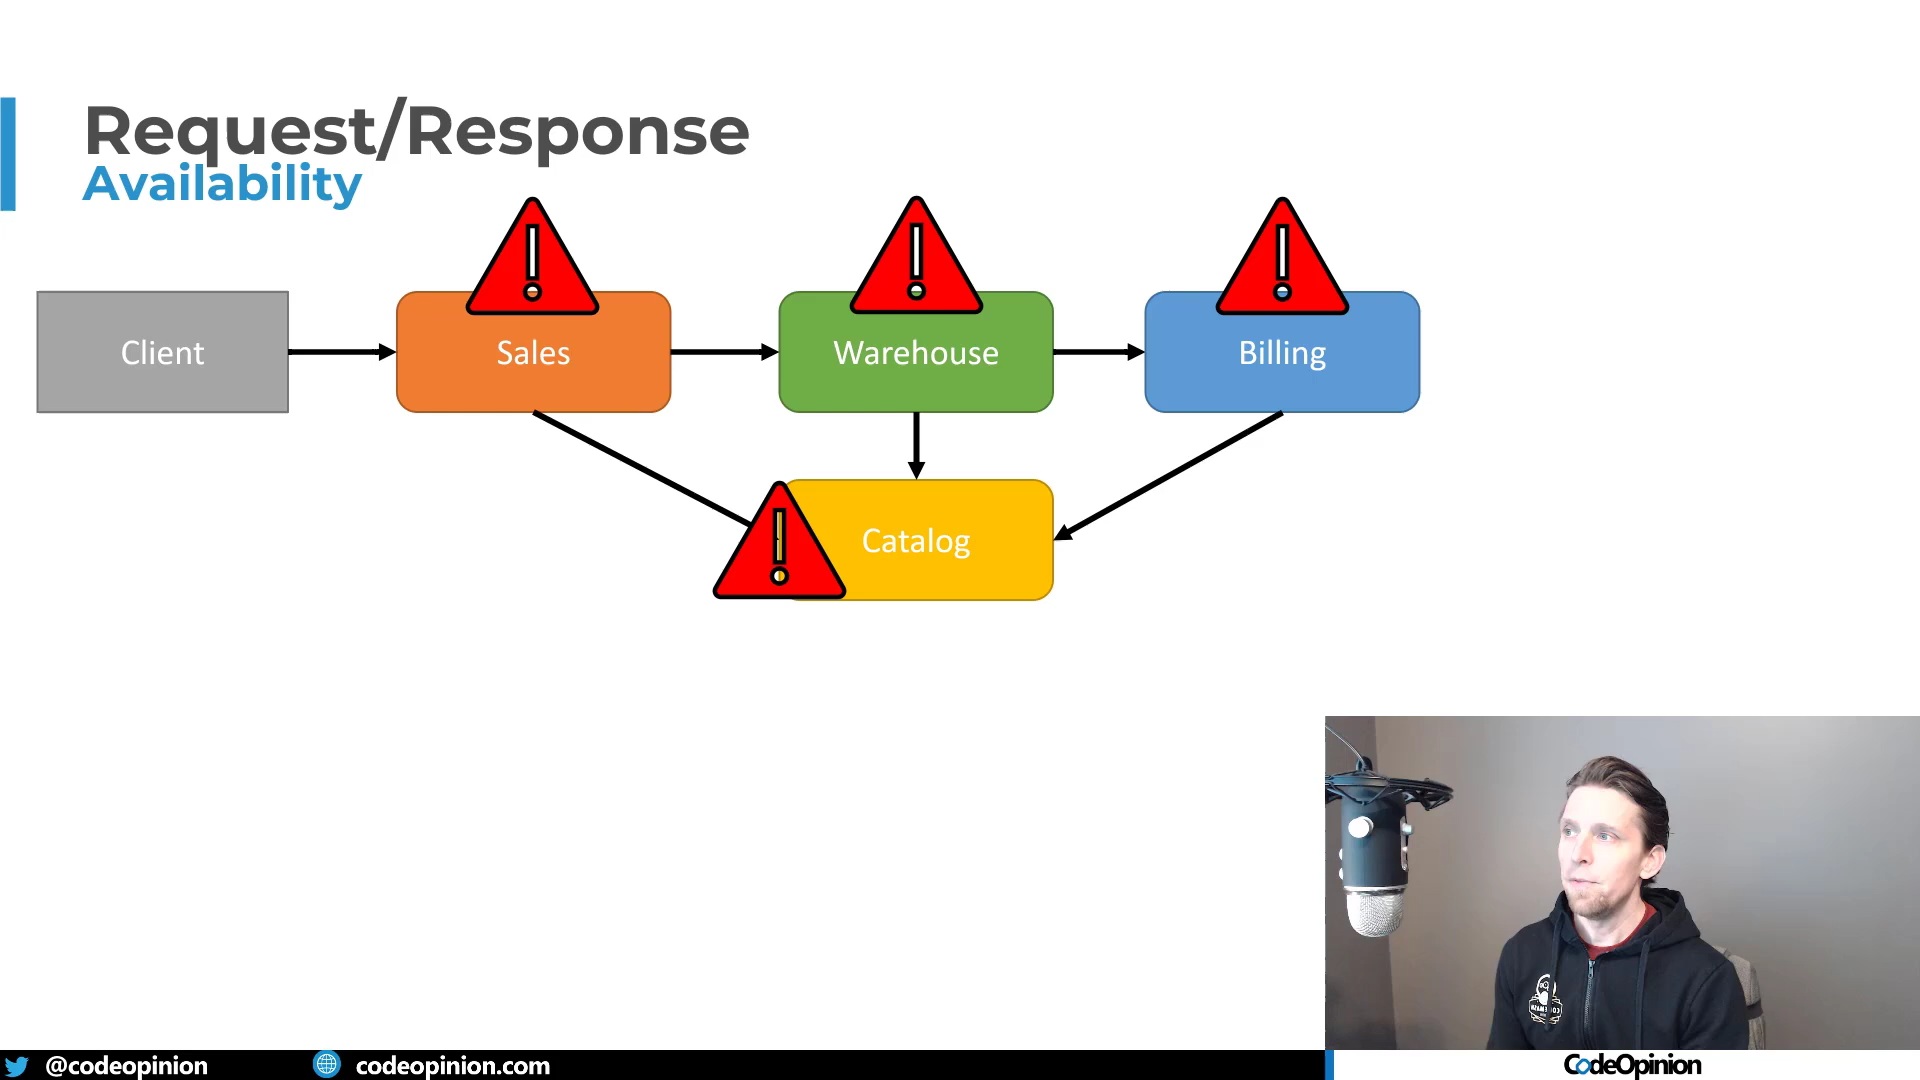 Request/Response
Availability
Client
Sales
Warehouse
Billing
Catalog
@codeopinion
codeopinion.com
CodeOpinion